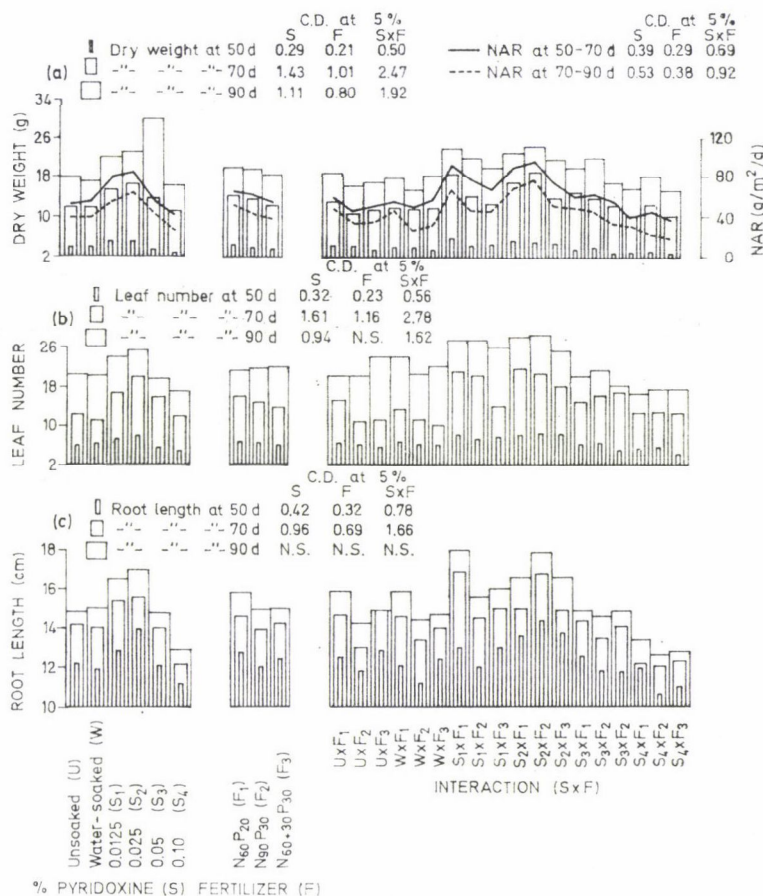 C.D. at 5%
S F SxF
Dry weight at 50 d 0.29 0.21 0.50
(a) -"- -"- 70 d 1.43 1.01 2.47
-"- -"- 90 d 1.11 0.80 1.92
C.D. at 5%
S F SxF
NAR at 50-70 d 0.39 0.29 0.69
NAR at 70-90 d 0.53 0.38 0.92
34
26
18
10
2
DRY WEIGHT (g)
120
80
40
0
NAR (g/m²/d)
C.D. at 5%
S F SxF
Leaf number at 50 d 0.32 0.23 0.56
(b) -"- -"- 70 d 1.61 1.16 2.78
-"- -"- 90 d 0.94 N.S. 1.62
26
18
10
2
LEAF NUMBER
C.D. at 5%
S F SxF
Root length at 50 d 0.42 0.32 0.78
(c) -"- -"- 70 d 0.96 0.69 1.66
-"- -"- 90 d N.S. N.S. N.S.
18
16
14
12
10
ROOT LENGTH (cm)
Unsoaked (U)
Water-soaked (W)
0.0125 (S₁)
0.025 (S₂)
0.05 (S₃)
0.10 (S₄)
N₆₀P₂₀ (F₁)
N₉₀P₃₀ (F₂)
N₆₀₊₃₀P₃₀ (F₃)
UxF₁
UxF₂
UxF₃
WxF₁
WxF₂
WxF₃
S₁xF₁
S₁xF₂
S₁xF₃
S₂xF₁
S₂xF₂
S₂xF₃
S₃xF₁
S₃xF₂
S₃xF₃
S₄xF₁
S₄xF₂
S₄xF₃
INTERACTION (SxF)
% PYRIDOXINE (S) FERTILIZER (F)